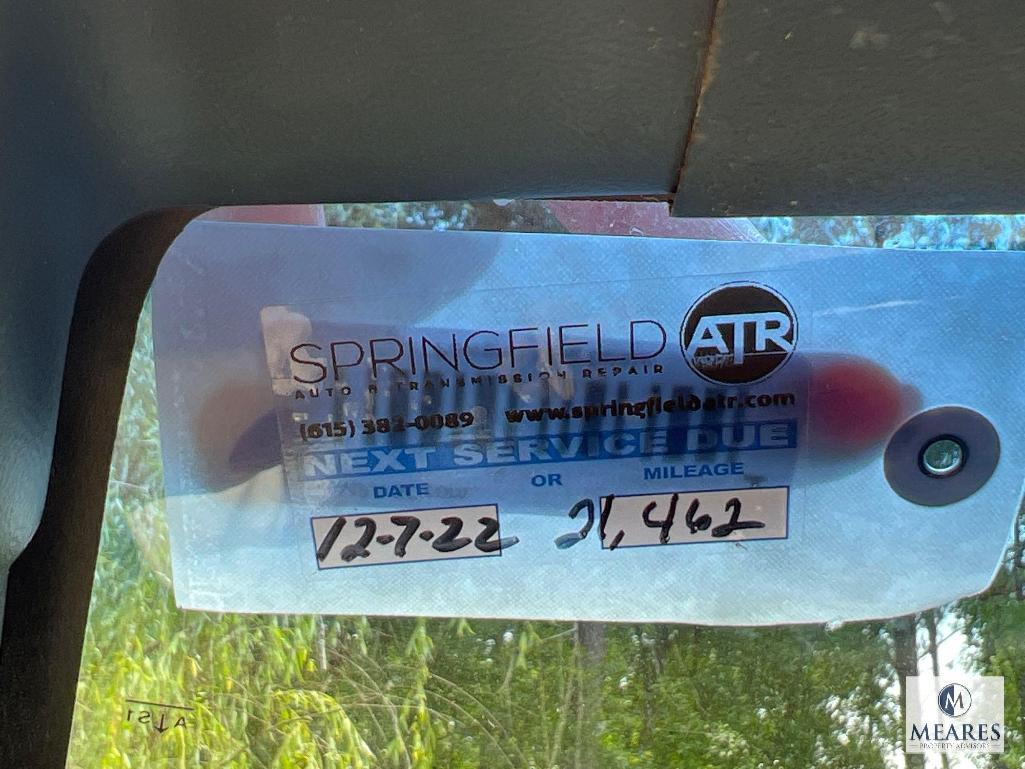 SPRINGFIELD ATR
AUTO & TRANSMISSION REPAIR
(615) 382-0089 www.springfieldatr.com
NEXT SERVICE DUE
DATE OR MILEAGE
12-7-22 21,462
AS1
MEARES
PROPERTY ADVISORS